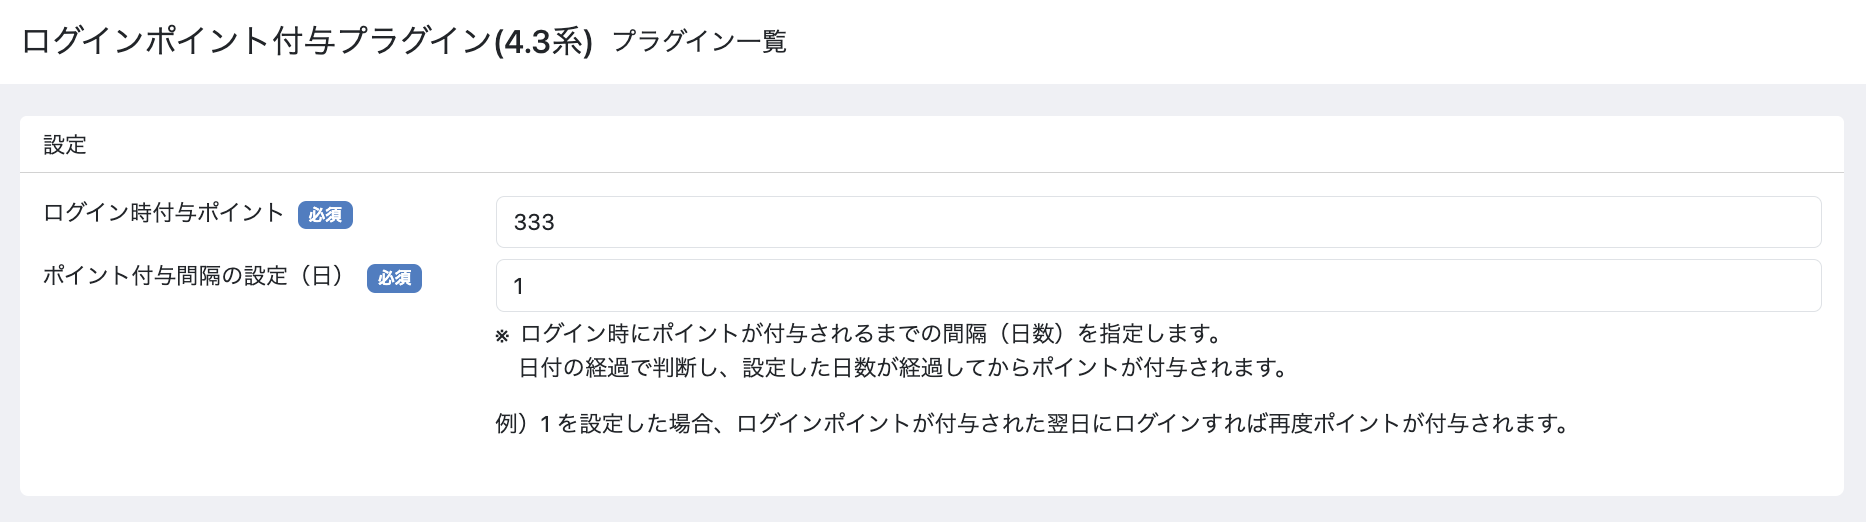 ログインポイント付与プラグイン(4.3系) プラグイン一覧
設定
ログイン時付与ポイント 必須 333
ポイント付与間隔の設定（日） 必須 1
※ ログイン時にポイントが付与されるまでの間隔（日数）を指定します。
日付の経過で判断し、設定した日数が経過してからポイントが付与されます。
例）1 を設定した場合、ログインポイントが付与された翌日にログインすれば再度ポイントが付与されます。